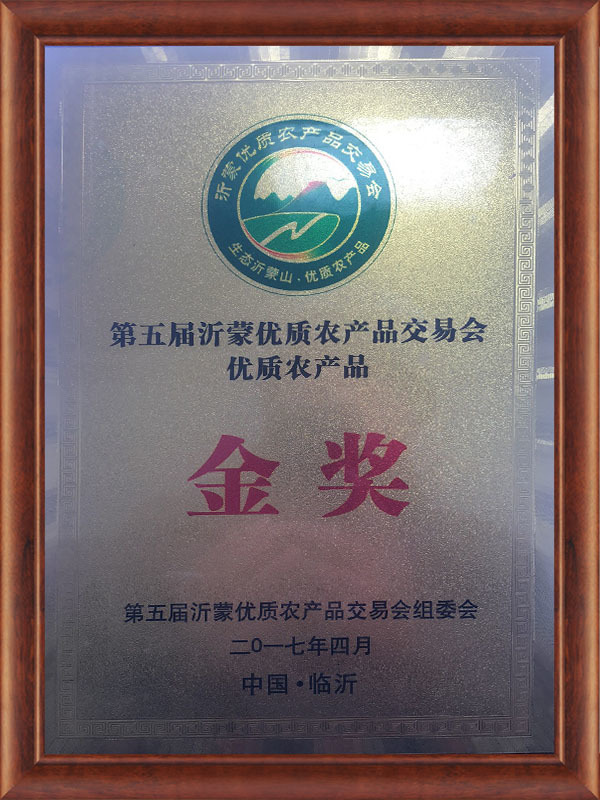 沂蒙优质农产品交易会
生态沂蒙山·优质农产品
第五届沂蒙优质农产品交易会
优质农产品
金奖
第五届沂蒙优质农产品交易会组委会
二0一七年四月
中国·临沂